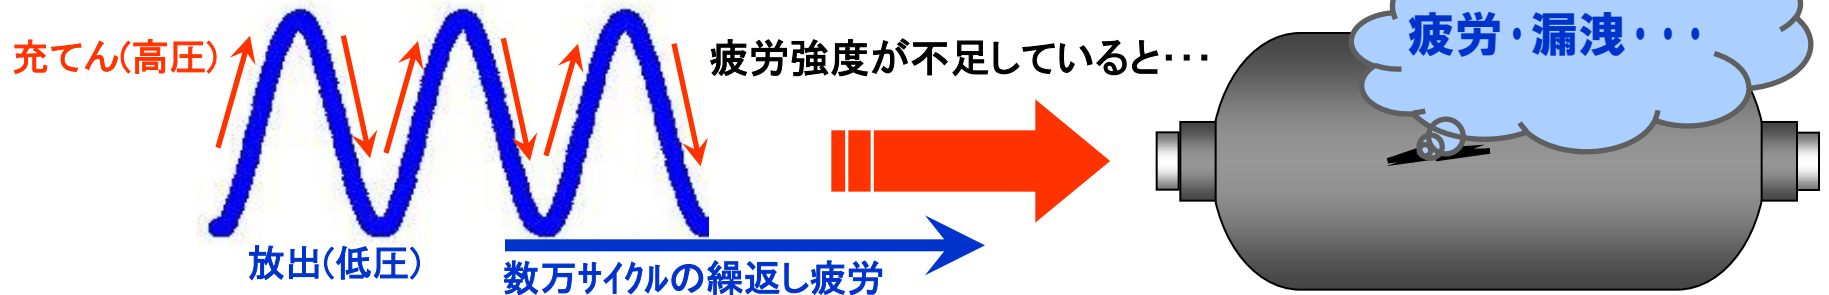 充てん(高圧)
疲労強度が不足していると･･･
疲労・漏洩・・・
放出(低圧)
数万ｻｲｸﾙの繰返し疲労